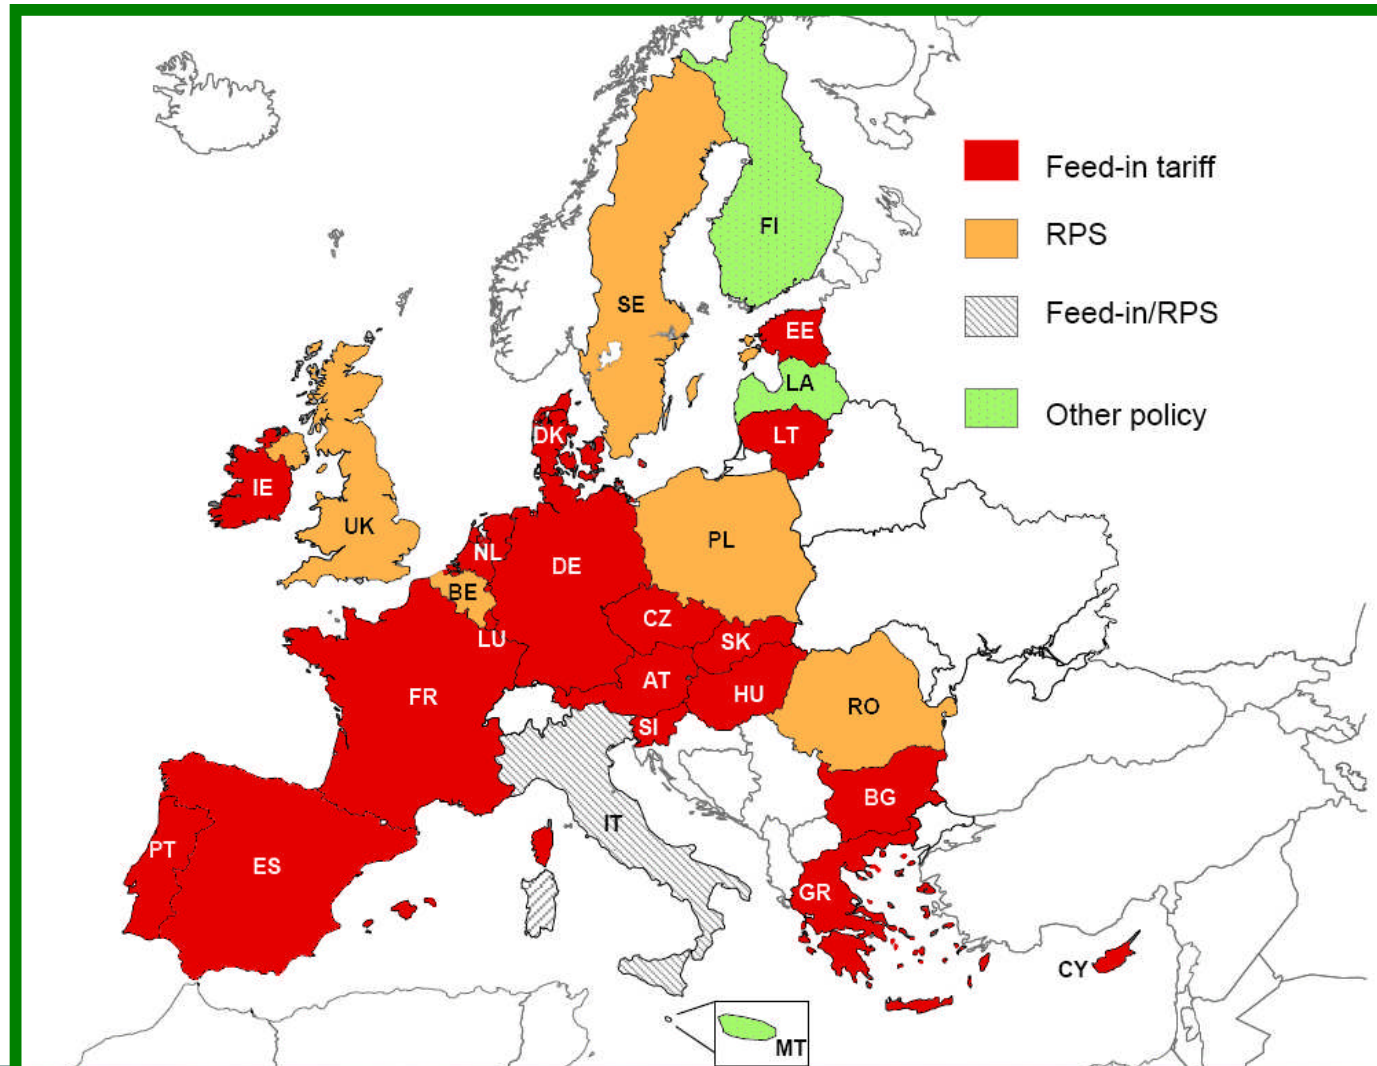 Feed-in tariff
RPS
Feed-in/RPS
Other policy
FI
SE
EE
LA
LT
DK
IE
UK
NL
DE
PL
BE
LU
CZ
SK
FR
AT
HU
SI
RO
IT
BG
PT
ES
GR
CY
MT